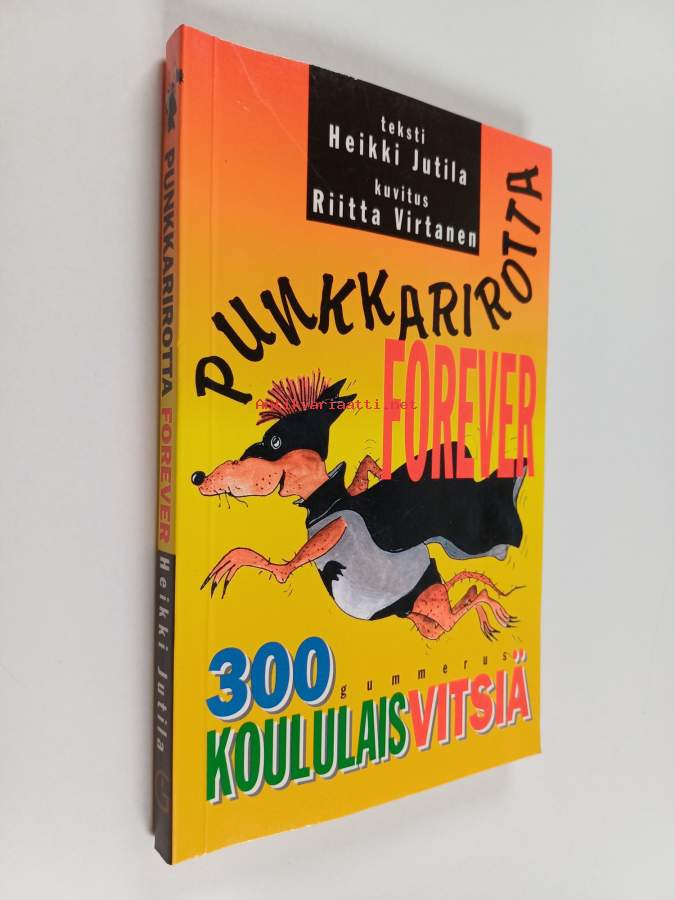 teksti
Heikki Jutila
kuvitus
Riitta Virtanen
PUNKKARIROTTA
FOREVER
Antikvariaatti.net
300
gummerus
KOULULAISVITSIÄ
PUNKKARIROTTA FOREVER Heikki Jutila G